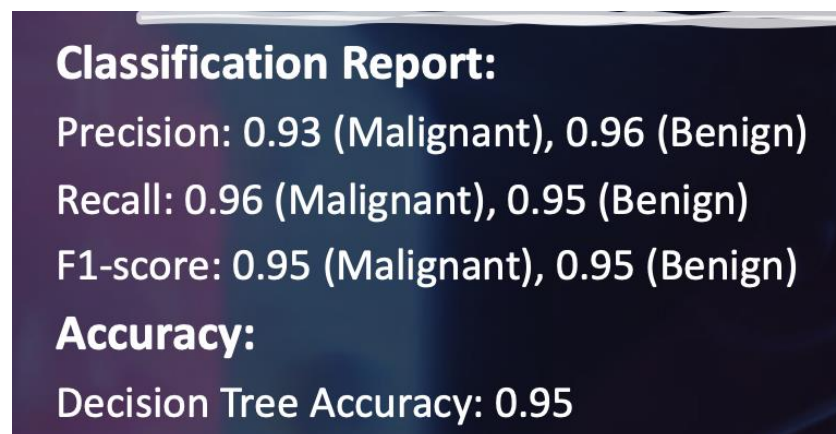 Classification Report:
Precision: 0.93 (Malignant), 0.96 (Benign)
Recall: 0.96 (Malignant), 0.95 (Benign)
F1-score: 0.95 (Malignant), 0.95 (Benign)
Accuracy:
Decision Tree Accuracy: 0.95